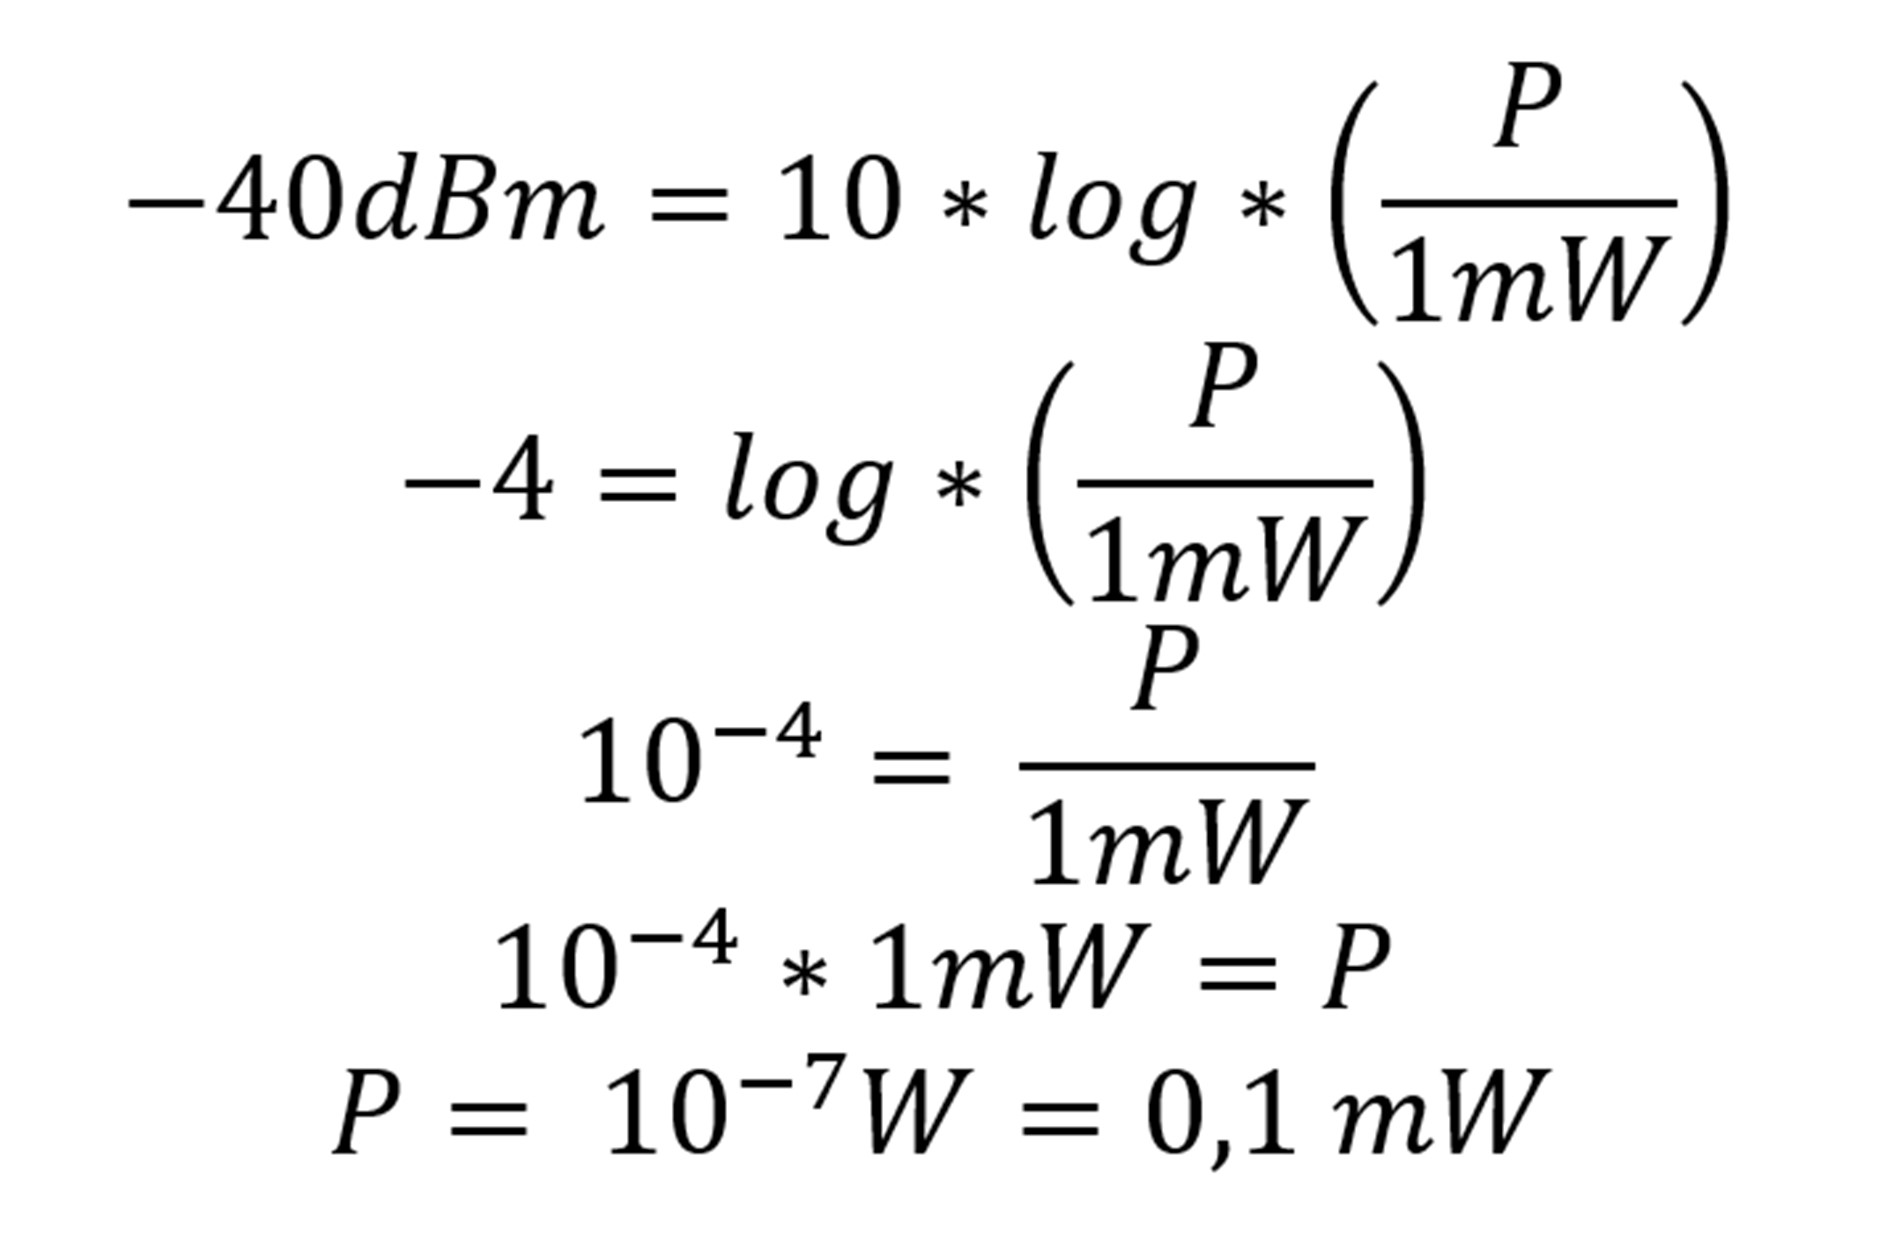 −40dBm = 10 * log * (P / 1mW)
−4 = log * (P / 1mW)
10⁻⁴ = P / 1mW
10⁻⁴ * 1mW = P
P = 10⁻⁷W = 0,1 mW